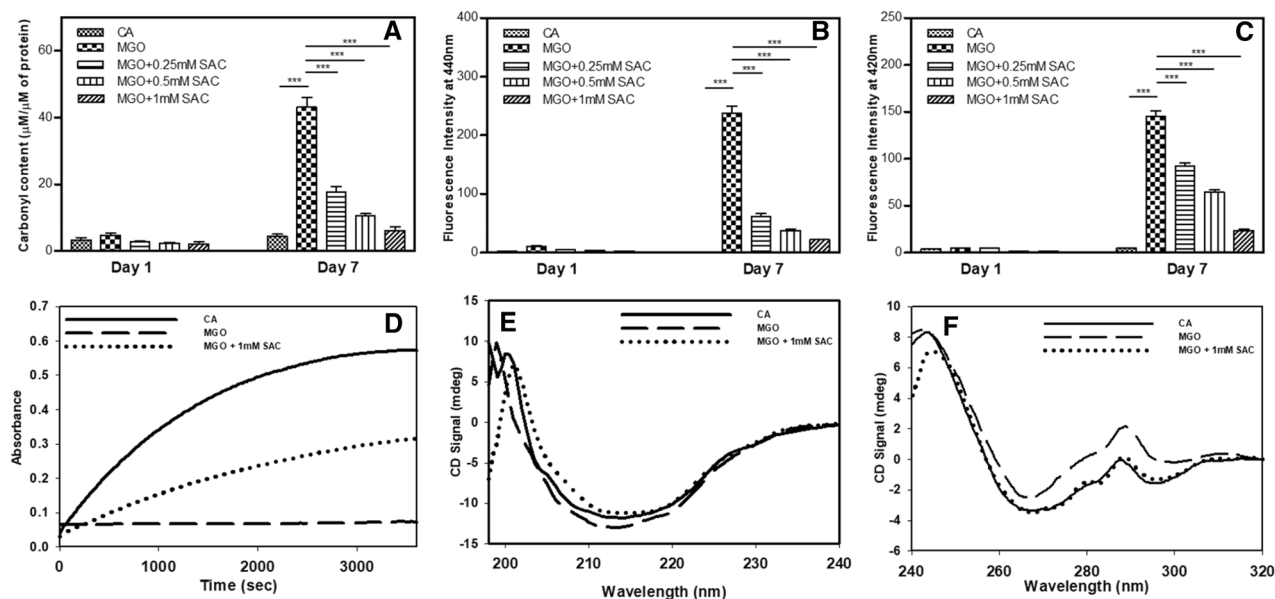 A
CA
MGO
MGO+0.25mM SAC
MGO+0.5mM SAC
MGO+1mM SAC
Carbonyl content (μM/μM of protein)
60
40
20
0
***
***
***
***
Day 1
Day 7
B
CA
MGO
MGO+0.25mM SAC
MGO+0.5mM SAC
MGO+1mM SAC
Fluorescence Intensity at 440nm
400
300
200
100
0
***
***
***
***
Day 1
Day 7
C
CA
MGO
MGO+0.25mM SAC
MGO+0.5mM SAC
MGO+1mM SAC
Fluorescence Intensity at 420nm
250
200
150
100
50
0
***
***
***
***
Day 1
Day 7
D
CA
MGO
MGO + 1mM SAC
Absorbance
0.7
0.6
0.5
0.4
0.3
0.2
0.1
0.0
0 1000 2000 3000
Time (sec)
E
CA
MGO
MGO + 1mM SAC
CD Signal (mdeg)
15
10
5
0
-5
-10
-15
200 210 220 230 240
Wavelength (nm)
F
CA
MGO
MGO + 1mM SAC
CD Signal (mdeg)
10
8
6
4
2
0
-2
-4
-6
240 260 280 300 320
Wavelength (nm)